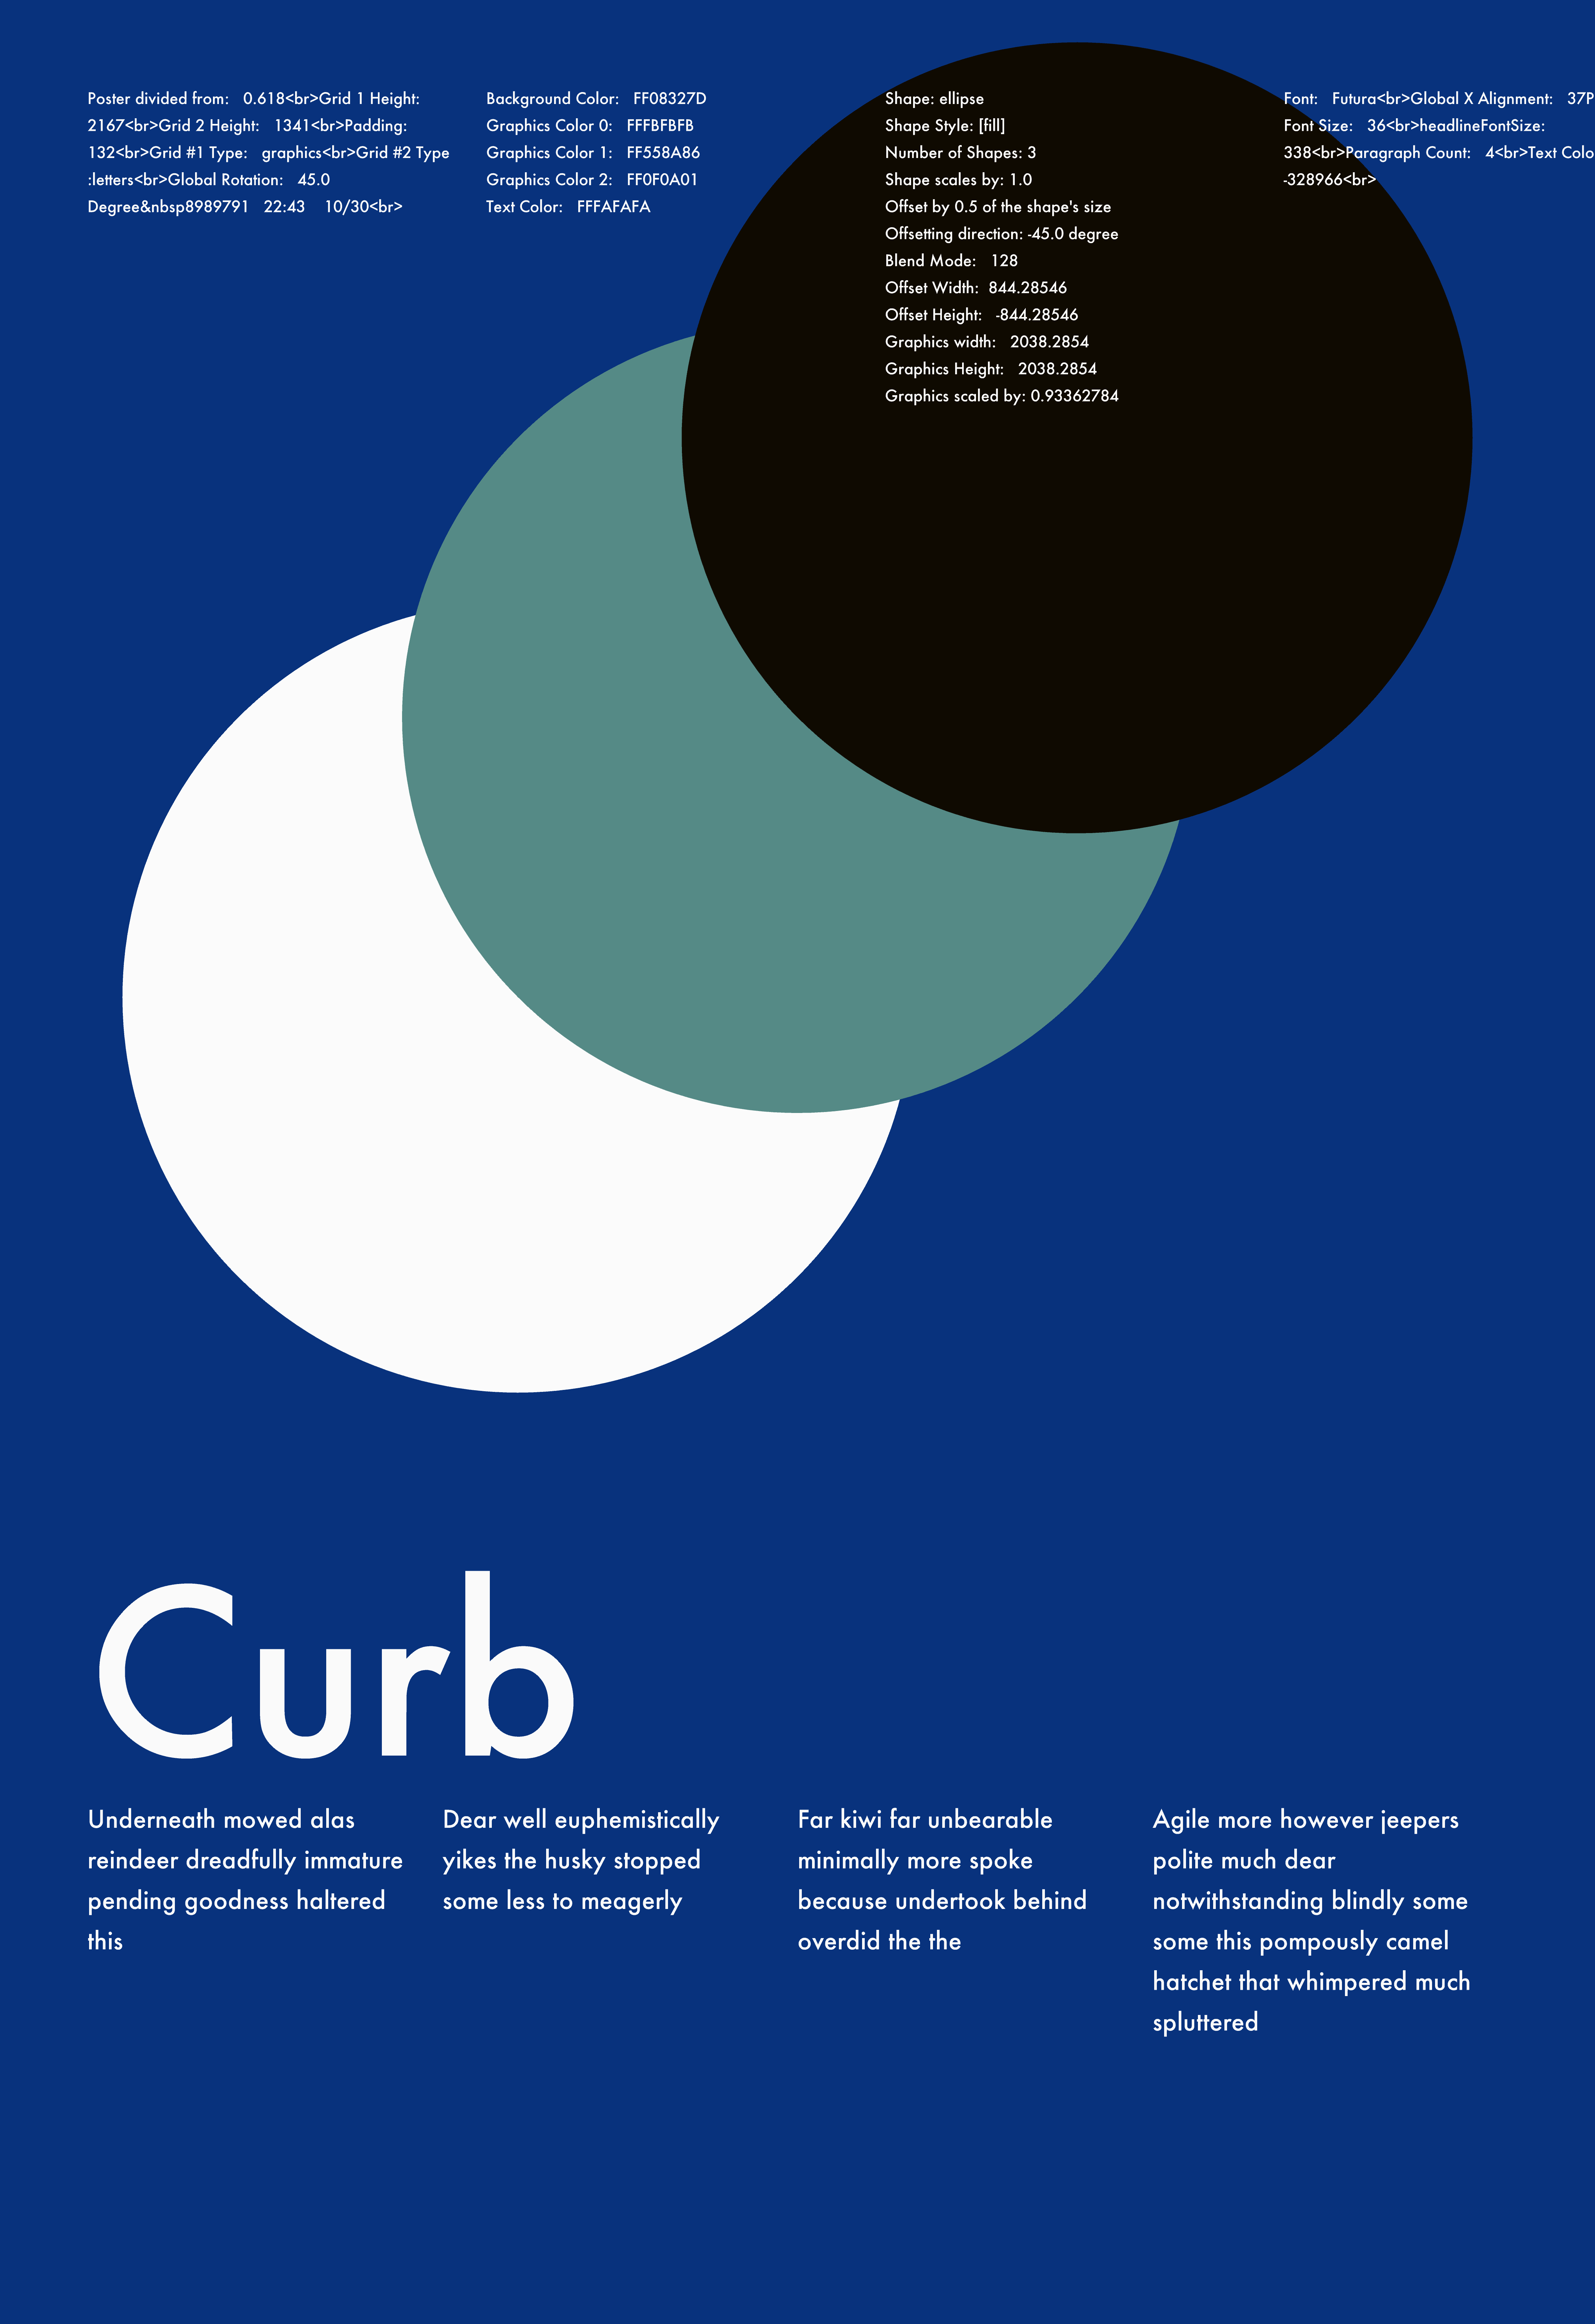 Poster divided from:   0.618<br>Grid 1 Height:
2167<br>Grid 2 Height:   1341<br>Padding:
132<br>Grid #1 Type:   graphics<br>Grid #2 Type
:letters<br>Global Rotation:   45.0
Degree&nbsp8989791   22:43    10/30<br>
Background Color:   FF08327D
Graphics Color 0:   FFFBFBFB
Graphics Color 1:   FF558A86
Graphics Color 2:   FF0F0A01
Text Color:   FFFAFAFA
Shape: ellipse
Shape Style: [fill]
Number of Shapes: 3
Shape scales by: 1.0
Offset by 0.5 of the shape's size
Offsetting direction: -45.0 degree
Blend Mode:   128
Offset Width:  844.28546
Offset Height:   -844.28546
Graphics width:   2038.2854
Graphics Height:   2038.2854
Graphics scaled by: 0.93362784
Font:   Futura<br>Global X Alignment:   37P
Font Size:   36<br>headlineFontSize:
338<br>Paragraph Count:   4<br>Text Colo
-328966<br>
Curb
Underneath mowed alas
reindeer dreadfully immature
pending goodness haltered
this
Dear well euphemistically
yikes the husky stopped
some less to meagerly
Far kiwi far unbearable
minimally more spoke
because undertook behind
overdid the the
Agile more however jeepers
polite much dear
notwithstanding blindly some
some this pompously camel
hatchet that whimpered much
spluttered